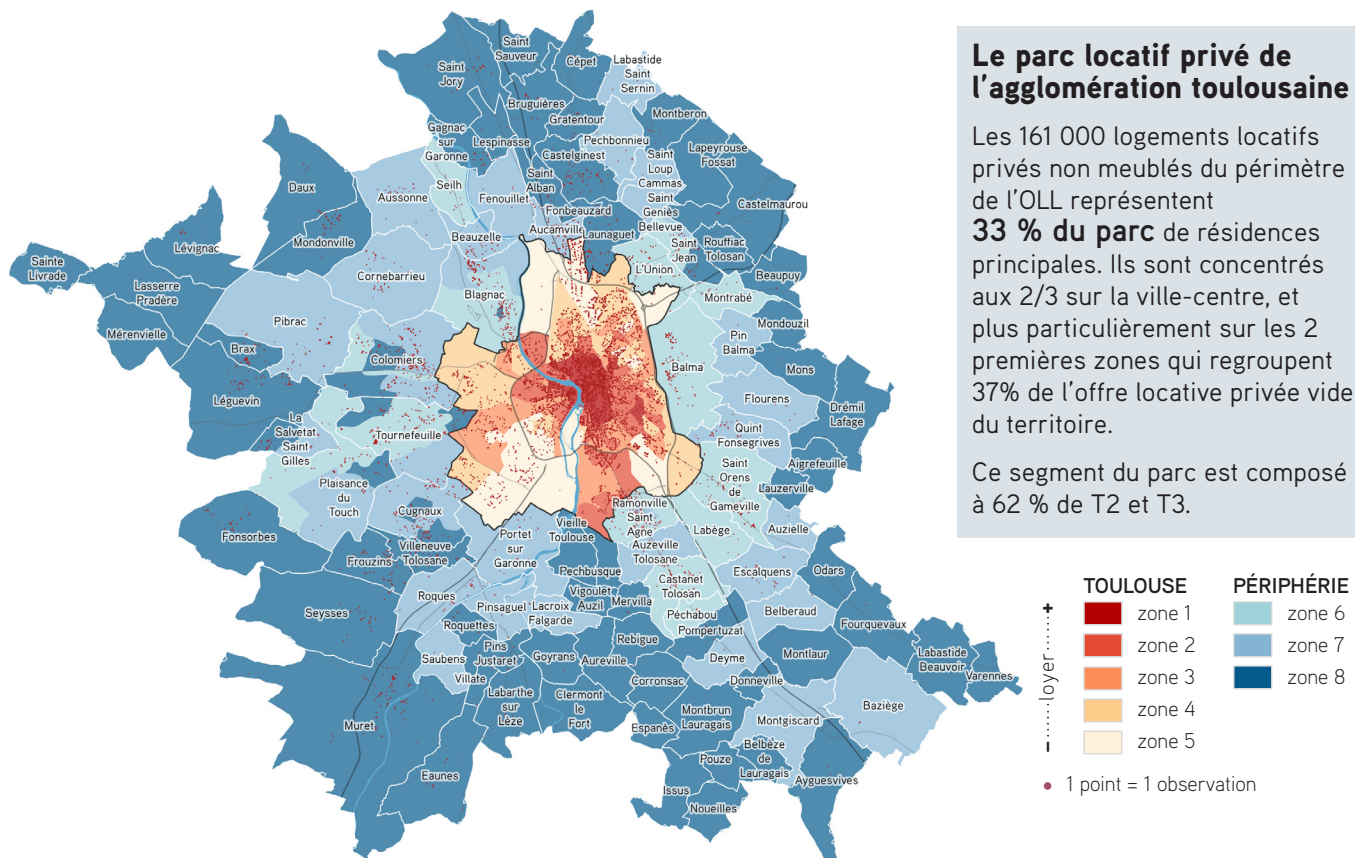 Saint
Sauveur
Cépet
Labastide
Saint
Sernin
Saint
Jory
Bruguières
Gratentour
Montberon
Gagnac
sur
Garonne
Lespinasse
Pechbonnieu
Castelginest
Lapeyrouse
Fossat
Saint
Loup
Cammas
Saint
Alban
Daux
Seilh
Aussonne
Fenouillet
Fonbeauzard
Saint
Geniès
Bellevue
Castelmaurou
Aucamville
Launaguet
Mondonville
Beauzelle
Saint
Jean
Rouffiac
Tolosan
Lévignac
Sainte
Livrade
Cornebarrieu
L'Union
Beaupuy
Lasserre
Pradère
Blagnac
Montrabé
Mérenvielle
Pibrac
Mondouzil
Pin
Balma
Brax
Colomiers
Balma
Mons
Léguevin
Flourens
Drémil
Lafage
La
Salvetat
Saint
Gilles
Tournefeuille
Quint
Fonsegrives
Aigrefeuille
Saint
Orens
de
Gameville
Plaisance
du
Touch
Lauzerville
Cugnaux
Ramonville
Saint
Agne
Fonsorbes
Vieille
Toulouse
Labège
Auzielle
Portet
sur
Garonne
Auzeville
Tolosane
Frouzins
Villeneuve
Tolosane
Pechbusque
Escalquens
Odars
Castanet
Tolosan
Vigoulet
Auzil
Mervilla
Roques
Pinsaguel
Lacroix
Falgarde
Belberaud
Seysses
Péchabou
Fourquevaux
Roquettes
Pompertuzat
Rebigue
Pins
Justaret
Goyrans
Aureville
Montlaur
Labastide
Beauvoir
Saubens
Deyme
Varennes
Villate
Corronsac
Donneville
Labarthe
sur
Lèze
Clermont
le
Fort
Montbrun
Lauragais
Baziège
Muret
Espanès
Montgiscard
Belbèze
de
Lauragais
Pouze
Eaunes
Ayguesvives
Issus
Noueilles
Le parc locatif privé de
l'agglomération toulousaine
Les 161 000 logements locatifs
privés non meublés du périmètre
de l'OLL représentent
33 % du parc de résidences
principales. Ils sont concentrés
aux 2/3 sur la ville-centre, et
plus particulièrement sur les 2
premières zones qui regroupent
37% de l'offre locative privée vide
du territoire.
Ce segment du parc est composé
à 62 % de T2 et T3.
TOULOUSE
PÉRIPHÉRIE
+
loyer
-
zone 1
zone 6
zone 2
zone 7
zone 3
zone 8
zone 4
zone 5
1 point = 1 observation